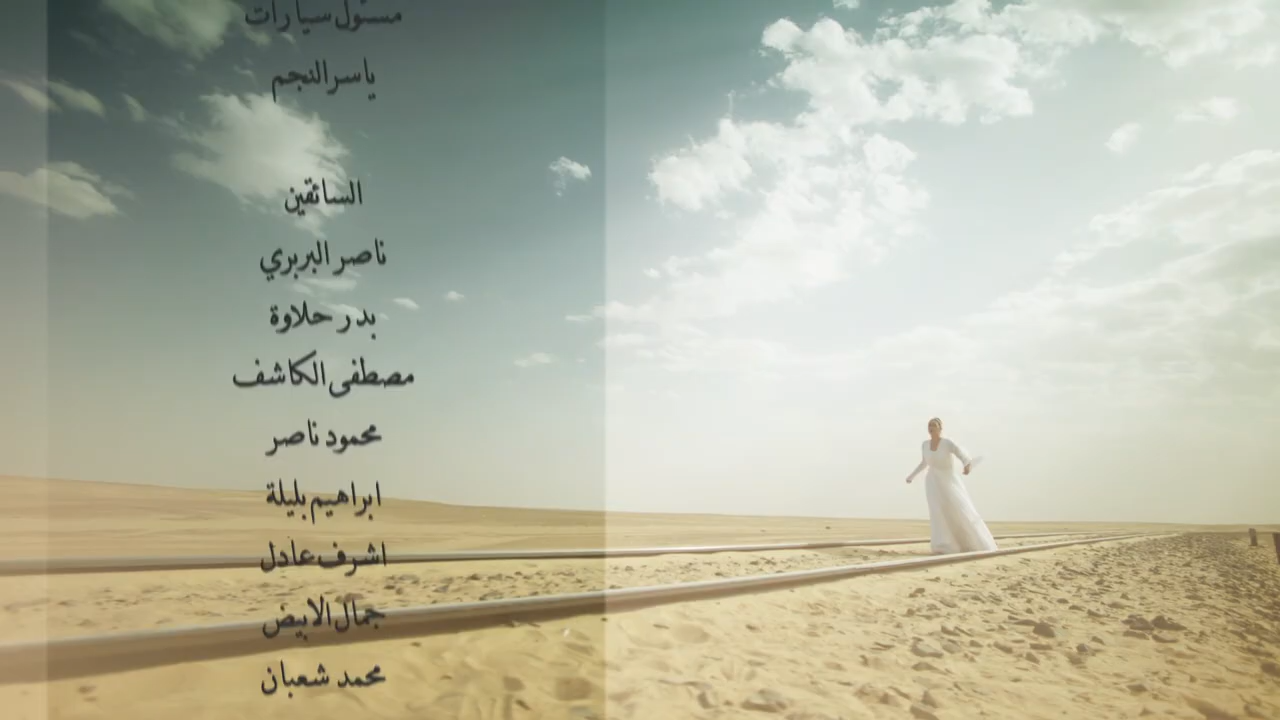 مسئول سيارات
ياسر النجم
السائقين
ناصر البربري
بدر حلاوة
مصطفى الكاشف
محمود ناصر
ابراهيم بليلة
اشرف عادل
جمال الابيض
محمد شعبان